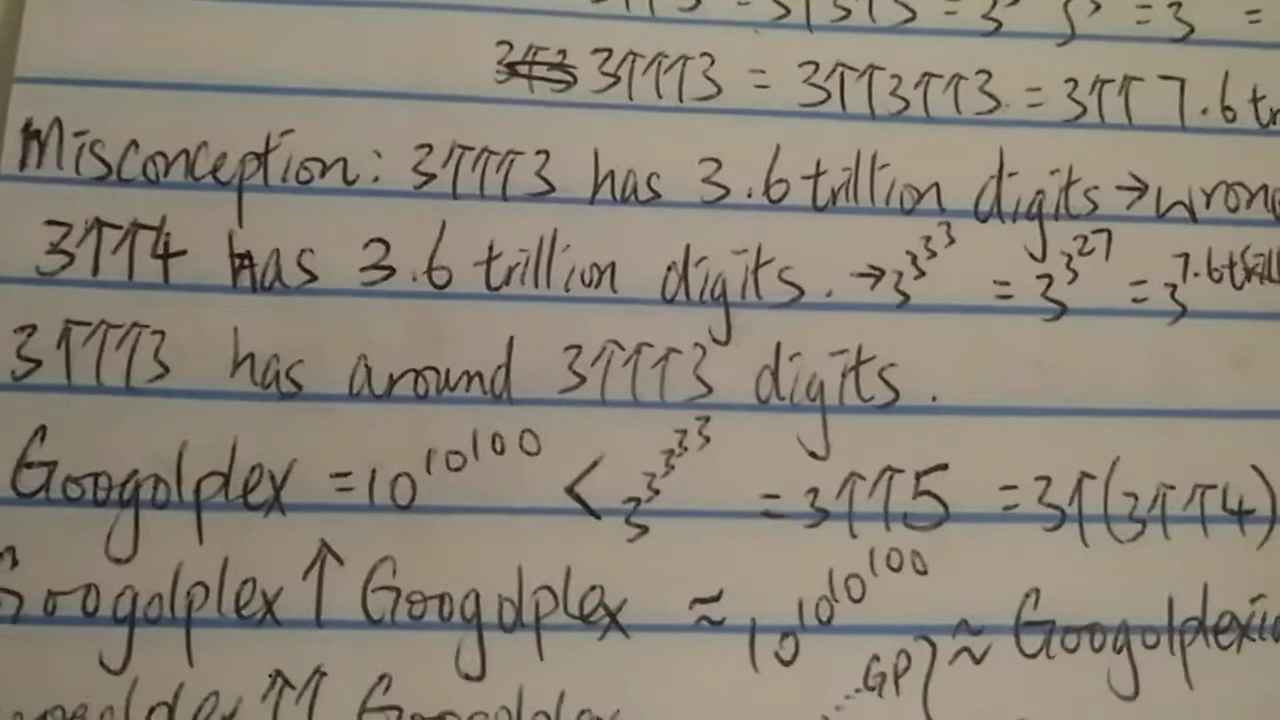 3↑↑↑3 = 3↑↑3↑↑3 = 3↑↑7.6
Misconception: 3↑↑↑3 has 3.6 trillion digits →
3↑↑4 has 3.6 trillion digits. → 3^3^3^3 = 3^3^27 = 3^7.6
3↑↑↑3 has around 3↑↑↑3 digits.
Googolplex = 10^10^100 < 3^3^3^3^3 = 3↑↑5 = 3↑(3↑↑4)
Googolplex ↑ Googolplex ≈ 10^10^10^100 ≈
GP